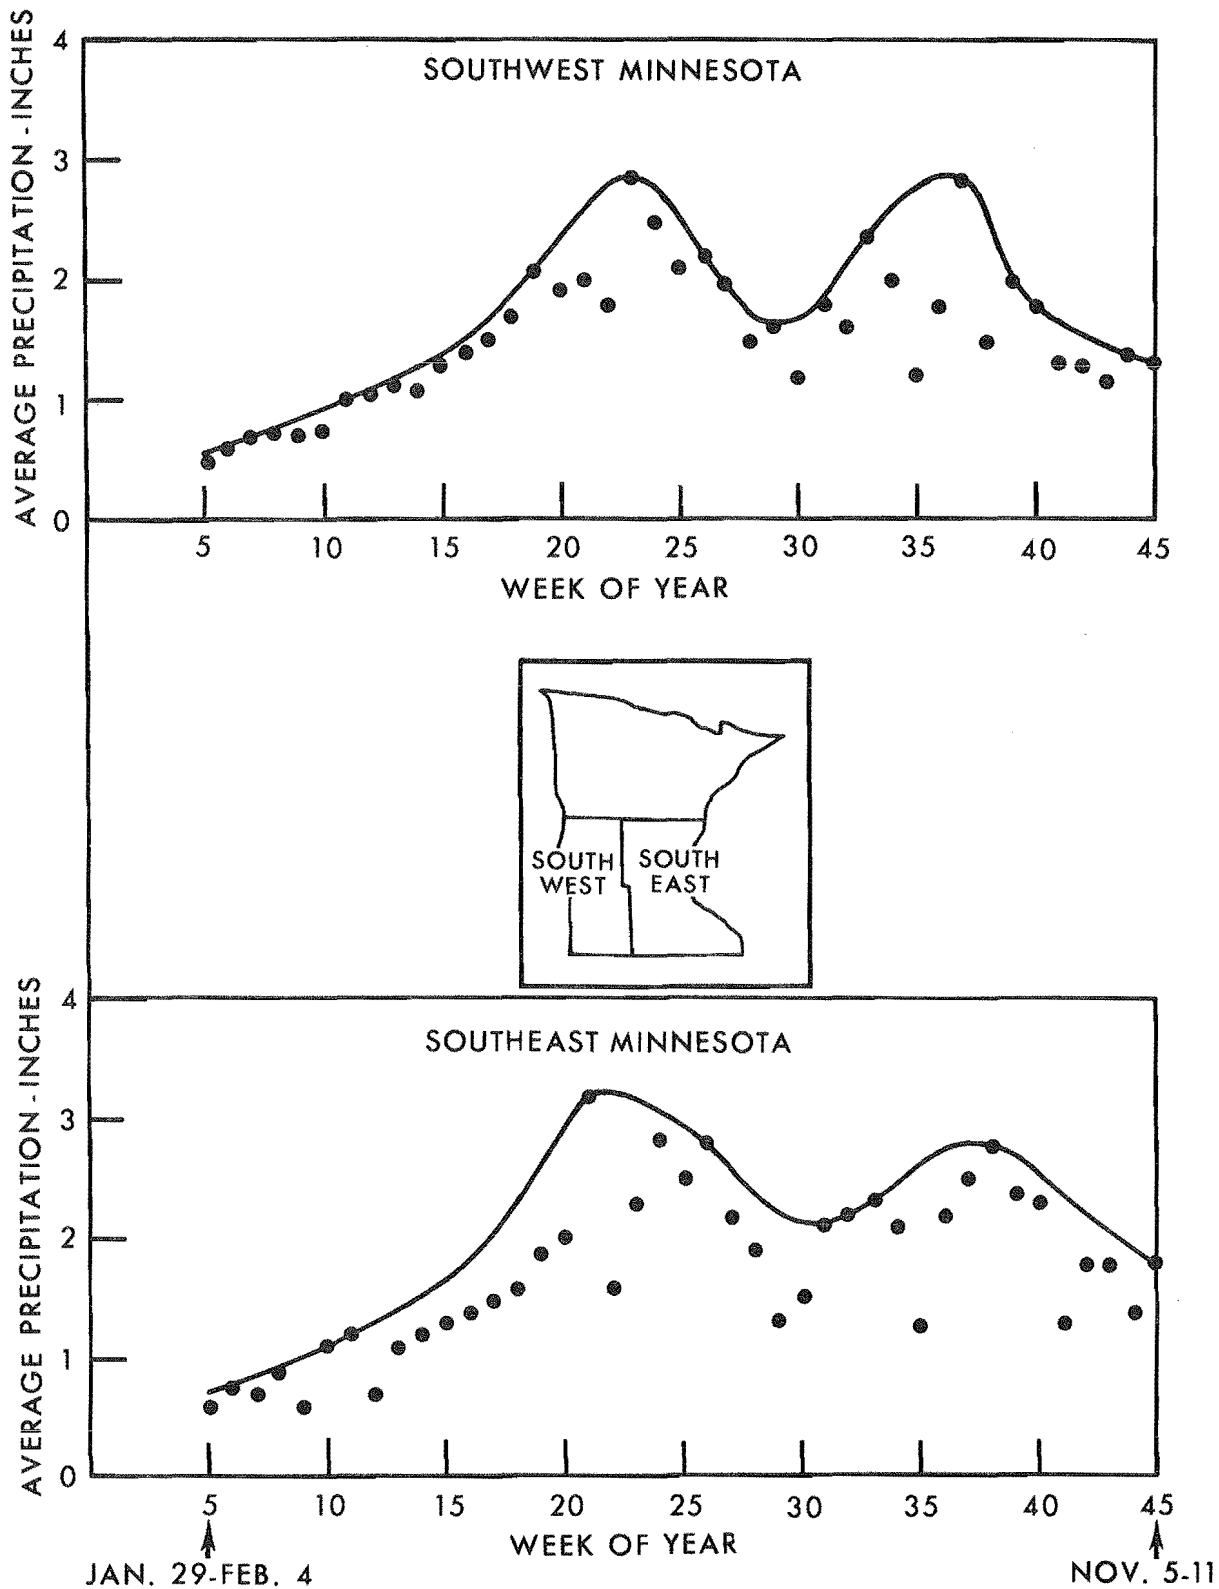 SOUTHWEST MINNESOTA
AVERAGE PRECIPITATION - INCHES
4
3
2
1
0
5 10 15 20 25 30 35 40 45
WEEK OF YEAR
SOUTH WEST
SOUTH EAST
SOUTHEAST MINNESOTA
AVERAGE PRECIPITATION - INCHES
4
3
2
1
0
5 10 15 20 25 30 35 40 45
WEEK OF YEAR
JAN. 29-FEB. 4
NOV. 5-11